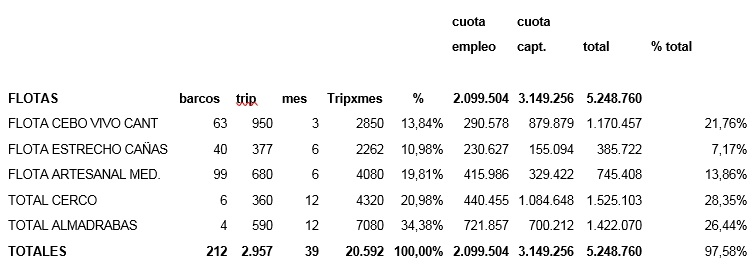 cuota cuota
empleo capt. total % total
FLOTAS barcos trip mes Tripxmes % 2.099.504 3.149.256 5.248.760
FLOTA CEBO VIVO CANT 63 950 3 2850 13,84% 290.578 879.879 1.170.457 21,76%
FLOTA ESTRECHO CAÑAS 40 377 6 2262 10,98% 230.627 155.094 385.722 7,17%
FLOTA ARTESANAL MED. 99 680 6 4080 19,81% 415.986 329.422 745.408 13,86%
TOTAL CERCO 6 360 12 4320 20,98% 440.455 1.084.648 1.525.103 28,35%
TOTAL ALMADRABAS 4 590 12 7080 34,38% 721.857 700.212 1.422.070 26,44%
TOTALES 212 2.957 39 20.592 100,00% 2.099.504 3.149.256 5.248.760 97,58%